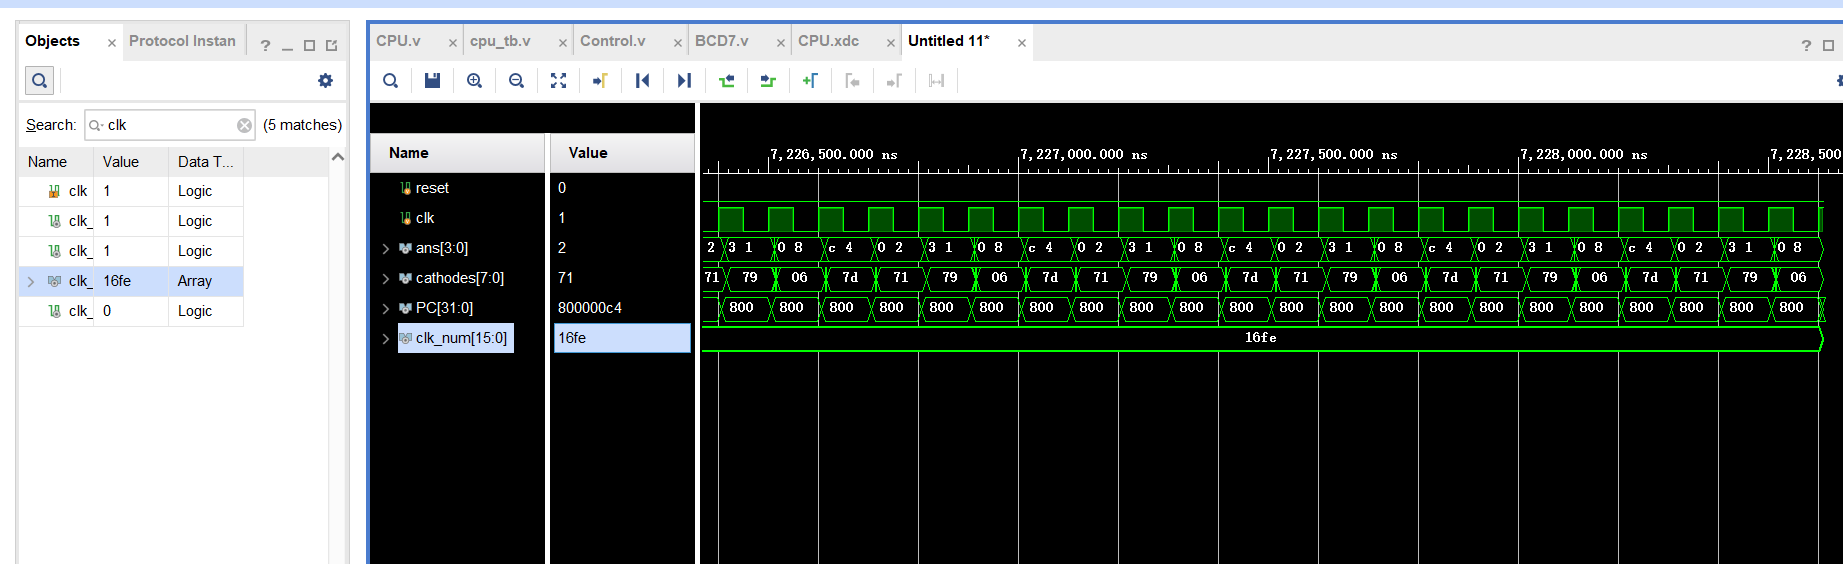 Objects × Protocol Instan ?
CPU.v × cpu_tb.v × Control.v × BCD7.v × CPU.xdc × Untitled 11* × ?
Search: clk (5 matches)
Name Value Data T...
clk 1 Logic
clk_ 1 Logic
clk_ 1 Logic
clk_ 16fe Array
clk_ 0 Logic
Name Value
7,226,500.000 ns 7,227,000.000 ns 7,227,500.000 ns 7,228,000.000 ns 7,228,500
reset 0
clk 1
ans[3:0] 2 2 3 1 0 8 c 4 0 2 3 1 0 8 c 4 0 2 3 1 0 8 c 4 0 2 3 1 0 8 c 4 0 2 3 1 0 8 c 4 0 2 3 1 0 8
cathodes[7:0] 71 71 79 06 7d 71 79 06 7d 71 79 06 7d 71 79 06 7d 71 79 06 7d 71 79 06
PC[31:0] 800000c4 800 800 800 800 800 800 800 800 800 800 800 800 800 800 800 800 800 800 800 800 800 800
clk_num[15:0] 16fe 16fe